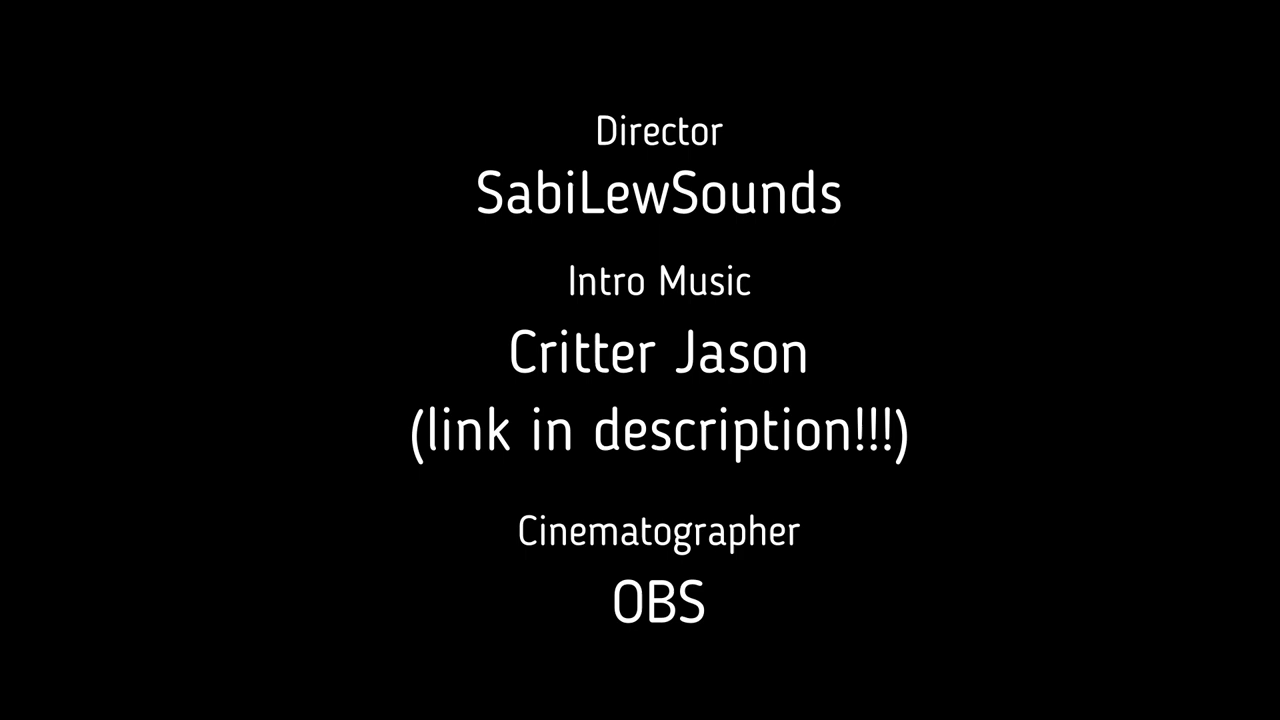 Director
SabiLewSounds
Intro Music
Critter Jason
(link in description!!!)
Cinematographer
OBS